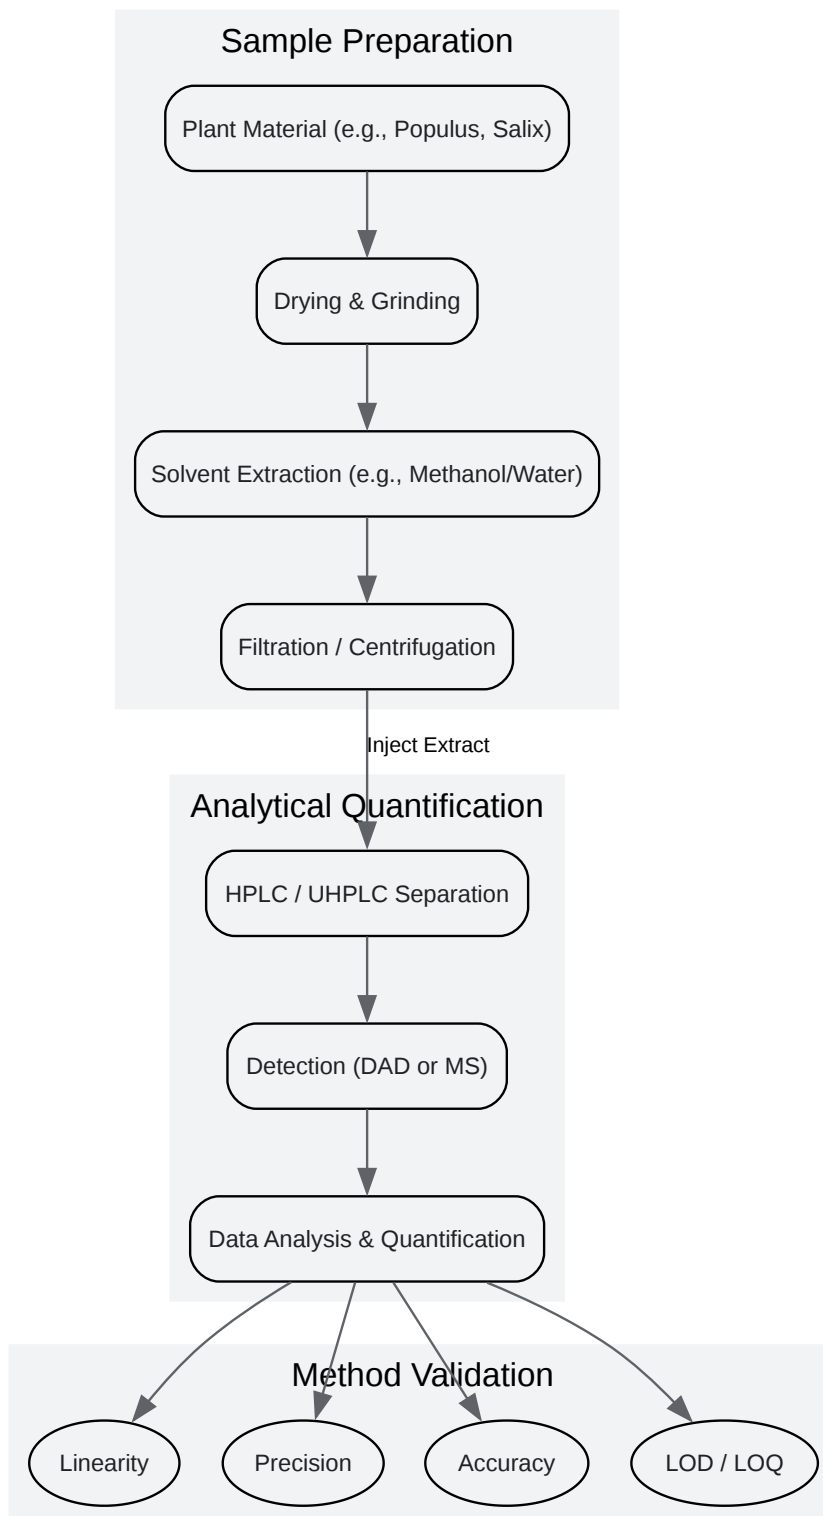 Sample Preparation
Plant Material (e.g., Populus, Salix)
Drying & Grinding
Solvent Extraction (e.g., Methanol/Water)
Filtration / Centrifugation
Inject Extract
Analytical Quantification
HPLC / UHPLC Separation
Detection (DAD or MS)
Data Analysis & Quantification
Method Validation
Linearity
Precision
Accuracy
LOD / LOQ